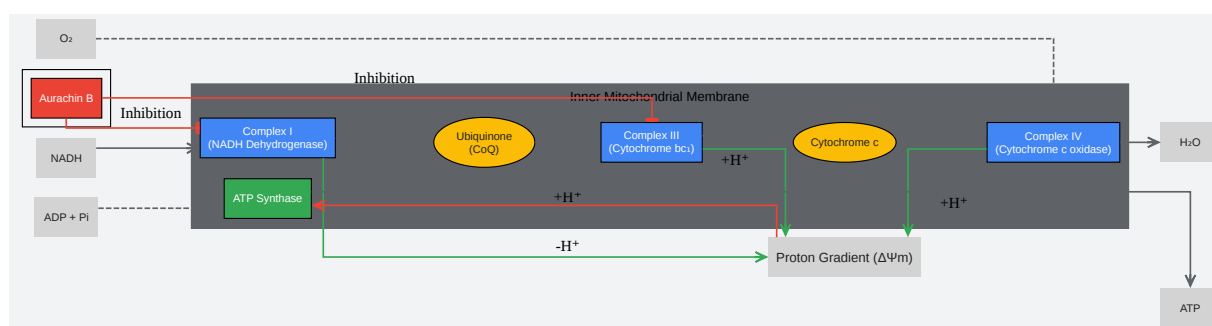 O₂
Inhibition
Inner Mitochondrial Membrane
Aurachin B
Inhibition
Complex I
(NADH Dehydrogenase)
Ubiquinone
(CoQ)
Complex III
(Cytochrome bc₁)
Cytochrome c
Complex IV
(Cytochrome c oxidase)
H₂O
NADH
+H⁺
ATP Synthase
+H⁺
+H⁺
ADP + Pi
-H⁺
Proton Gradient (ΔΨm)
ATP